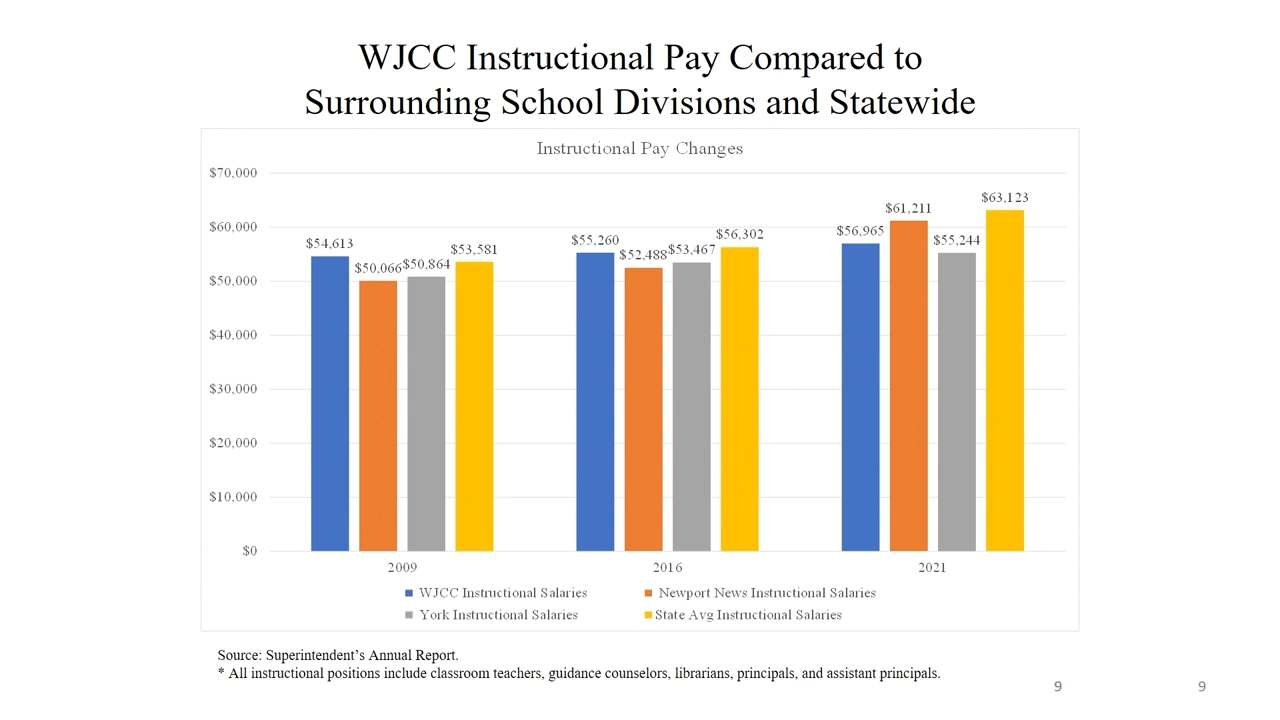 WJCC Instructional Pay Compared to
Surrounding School Divisions and Statewide
Instructional Pay Changes
$70,000
$60,000
$50,000
$40,000
$30,000
$20,000
$10,000
$0
$54,613
$50,066
$50,864
$53,581
$55,260
$52,488
$53,467
$56,302
$56,965
$61,211
$55,244
$63,123
2009
2016
2021
WJCC Instructional Salaries
Newport News Instructional Salaries
York Instructional Salaries
State Avg Instructional Salaries
Source: Superintendent’s Annual Report.
* All instructional positions include classroom teachers, guidance counselors, librarians, principals, and assistant principals.
9
9